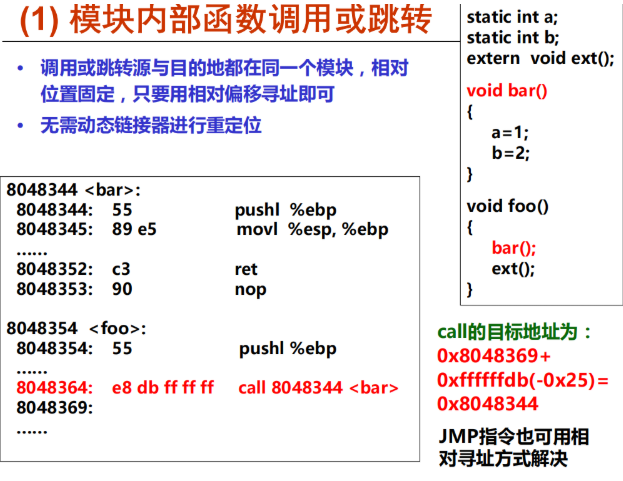 (1) 模块内部函数调用或跳转
• 调用或跳转源与目的地都在同一个模块，相对
位置固定，只要用相对偏移寻址即可
• 无需动态链接器进行重定位
8048344 <bar>:
8048344: 55 pushl %ebp
8048345: 89 e5 movl %esp, %ebp
......
8048352: c3 ret
8048353: 90 nop
8048354 <foo>:
8048354: 55 pushl %ebp
......
8048364: e8 db ff ff ff call 8048344 <bar>
8048369:
......
static int a;
static int b;
extern void ext();
void bar()
{
a=1;
b=2;
}
void foo()
{
bar();
ext();
}
call的目标地址为：
0x8048369+
0xffffffdb(-0x25)=
0x8048344
JMP指令也可用相
对寻址方式解决